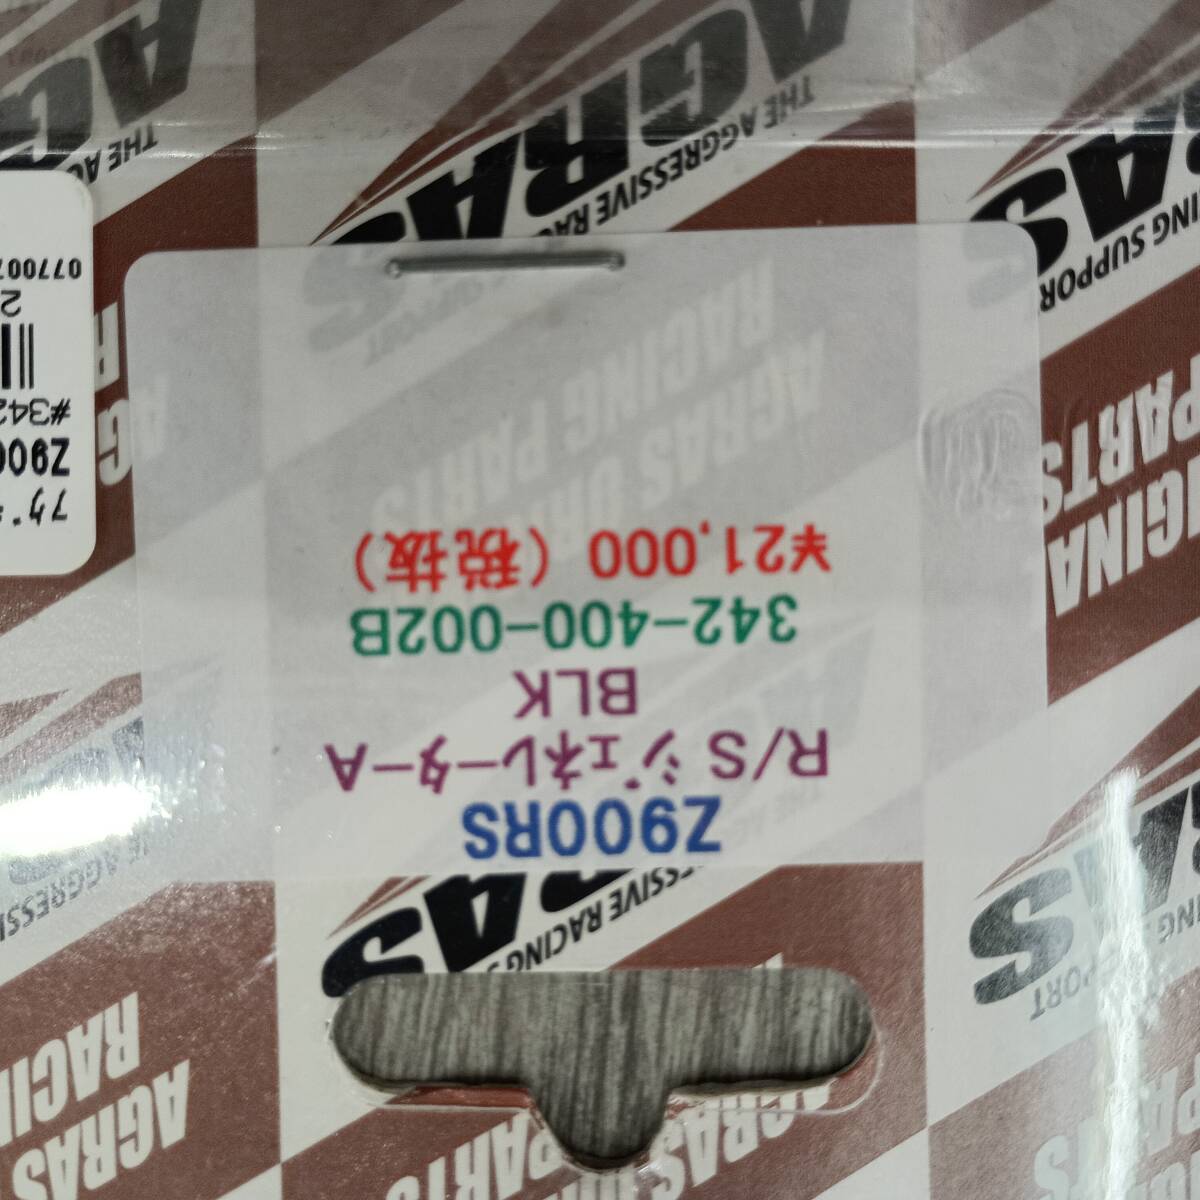 Z900RS
R/S ジェネレーターA
BLK
342-400-002B
¥21,000（税抜）
AGRAS
RACING
THE AGGRESSIVE RACING SUPPORT
AGRAS ORIGINAL
RACING PARTS